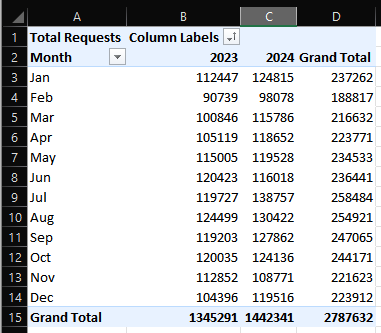 A B C D
1 Total Requests Column Labels
2 Month 2023 2024 Grand Total
3 Jan 112447 124815 237262
4 Feb 90739 98078 188817
5 Mar 100846 115786 216632
6 Apr 105119 118652 223771
7 May 115005 119528 234533
8 Jun 120423 116018 236441
9 Jul 119727 138757 258484
10 Aug 124499 130422 254921
11 Sep 119203 127862 247065
12 Oct 120035 124136 244171
13 Nov 112852 108771 221623
14 Dec 104396 119516 223912
15 Grand Total 1345291 1442341 2787632